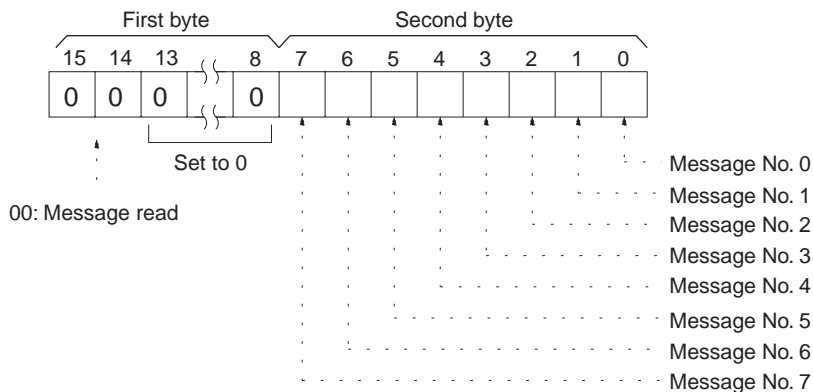 First byte Second byte
15 14 13 8 7 6 5 4 3 2 1 0
0 0 0 0
Set to 0
00: Message read
Message No. 0
Message No. 1
Message No. 2
Message No. 3
Message No. 4
Message No. 5
Message No. 6
Message No. 7